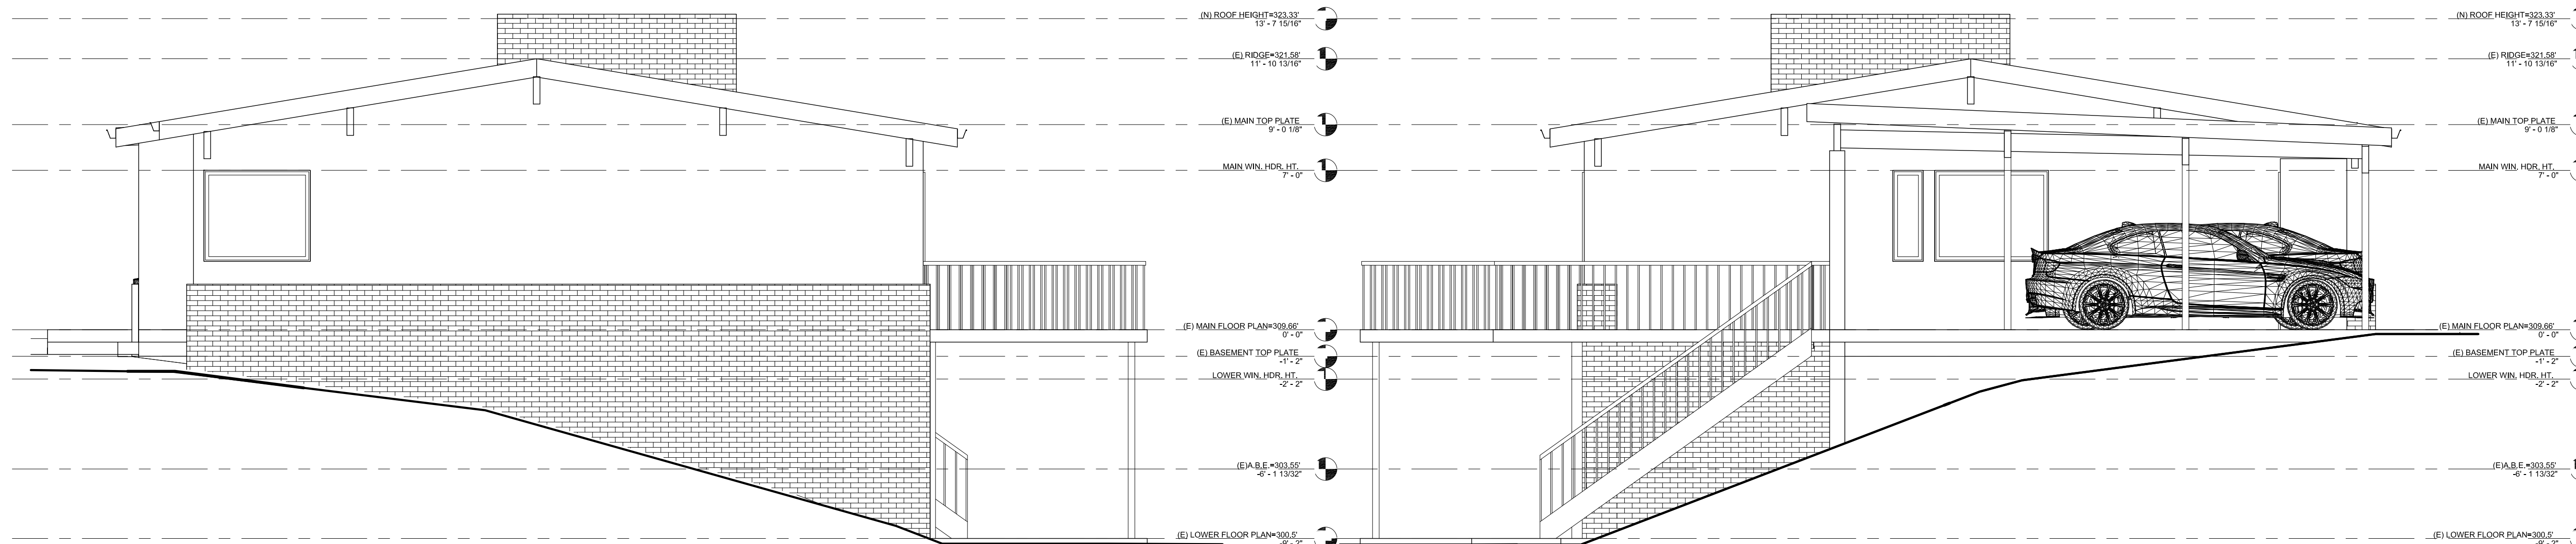 (N) ROOF HEIGHT=323.33'
13' - 7 15/16"
(E) RIDGE=321.58'
11' - 10 13/16"
(E) MAIN TOP PLATE
9' - 0 1/8"
MAIN WIN. HDR. HT.
7' - 0"
(E) MAIN FLOOR PLAN=309.66'
0' - 0"
(E) BASEMENT TOP PLATE
-1' - 2"
LOWER WIN. HDR. HT.
-2' - 2"
(E)A.B.E.=303.55'
-6' - 1 13/32"
(E) LOWER FLOOR PLAN=300.5'
-9' - 2"
(N) ROOF HEIGHT=323.33'
13' - 7 15/16"
(E) RIDGE=321.58'
11' - 10 13/16"
(E) MAIN TOP PLATE
9' - 0 1/8"
MAIN WIN. HDR. HT.
7' - 0"
(E) MAIN FLOOR PLAN=309.66'
0' - 0"
(E) BASEMENT TOP PLATE
-1' - 2"
LOWER WIN. HDR. HT.
-2' - 2"
(E)A.B.E.=303.55'
-6' - 1 13/32"
(E) LOWER FLOOR PLAN=300.5'
-9' - 2"